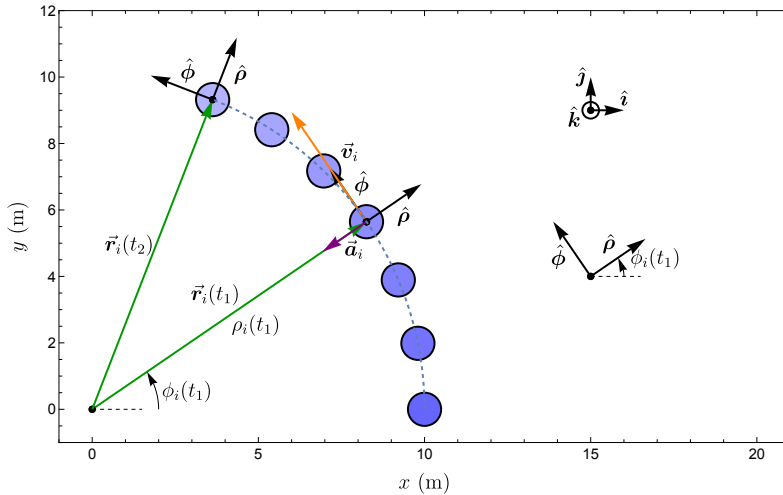 12
10
8
6
4
2
0
y (m)
0
5
10
15
20
x (m)
ϕ̂
ρ̂
v⃗ᵢ
ϕ̂
ρ̂
a⃗ᵢ
r⃗ᵢ(t₂)
r⃗ᵢ(t₁)
ρᵢ(t₁)
ϕᵢ(t₁)
ĵ
î
k̂
ϕ̂
ρ̂
ϕᵢ(t₁)